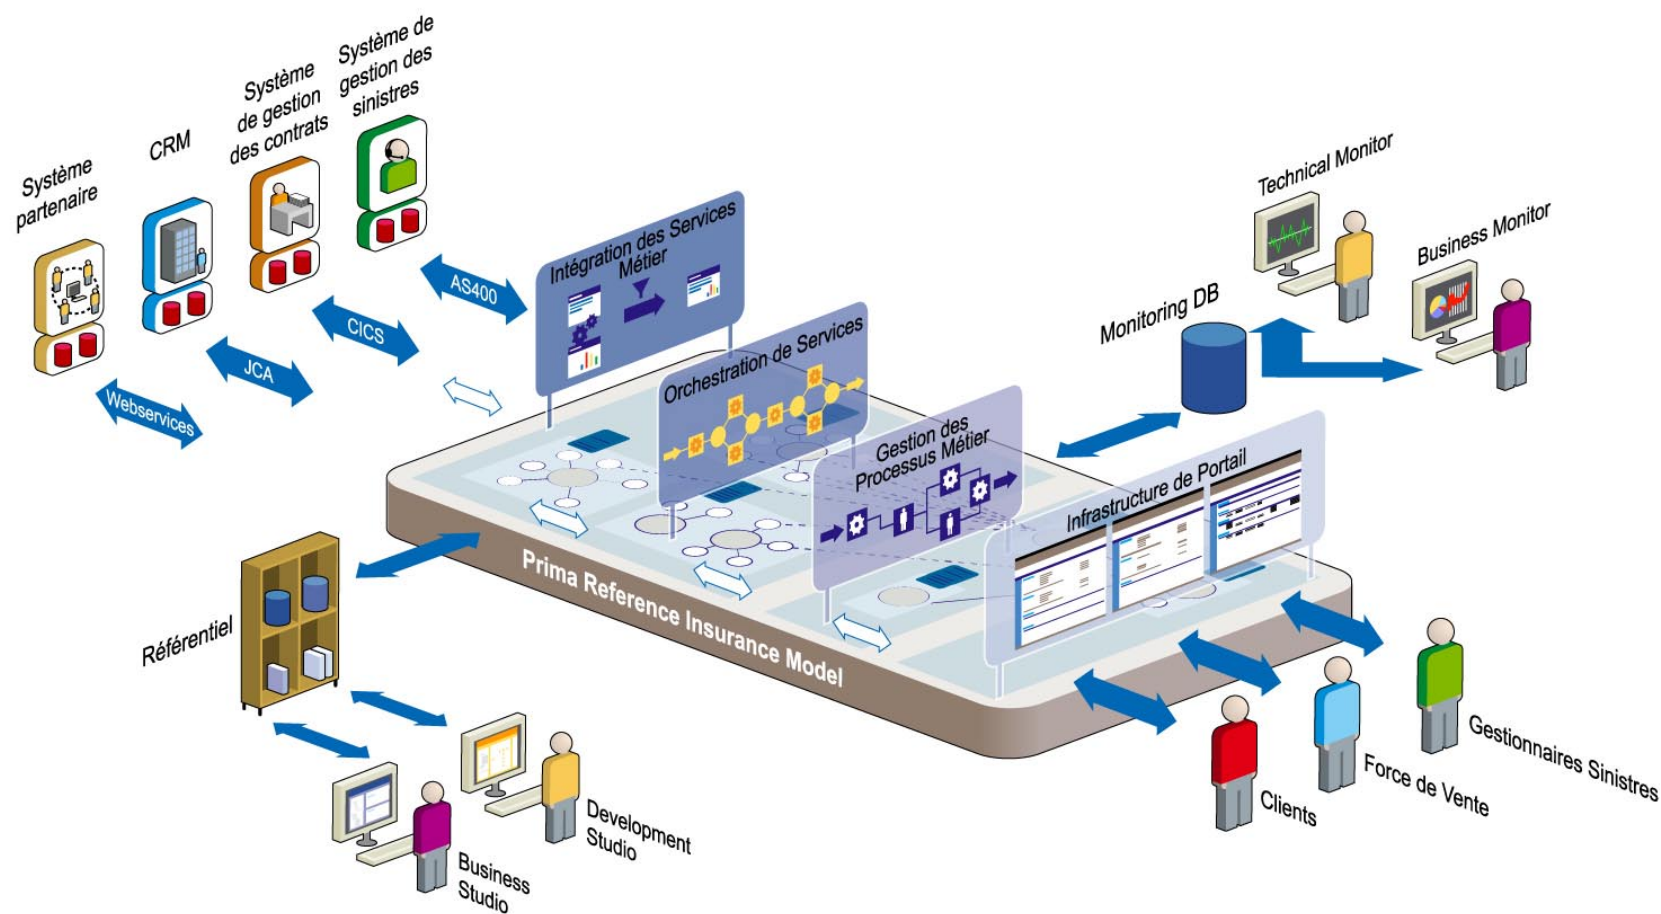 Système de
gestion des
sinistres
Système
de gestion
des contrats
CRM
Système
partenaire
AS400
CICS
JCA
Webservices
Intégration des Services
Métier
Orchestration de Services
Gestion des
Processus Métier
Infrastructure de Portail
Technical Monitor
Business Monitor
Monitoring DB
Prima Reference Insurance Model
Référentiel
Development
Studio
Business
Studio
Clients
Force de Vente
Gestionnaires Sinistres